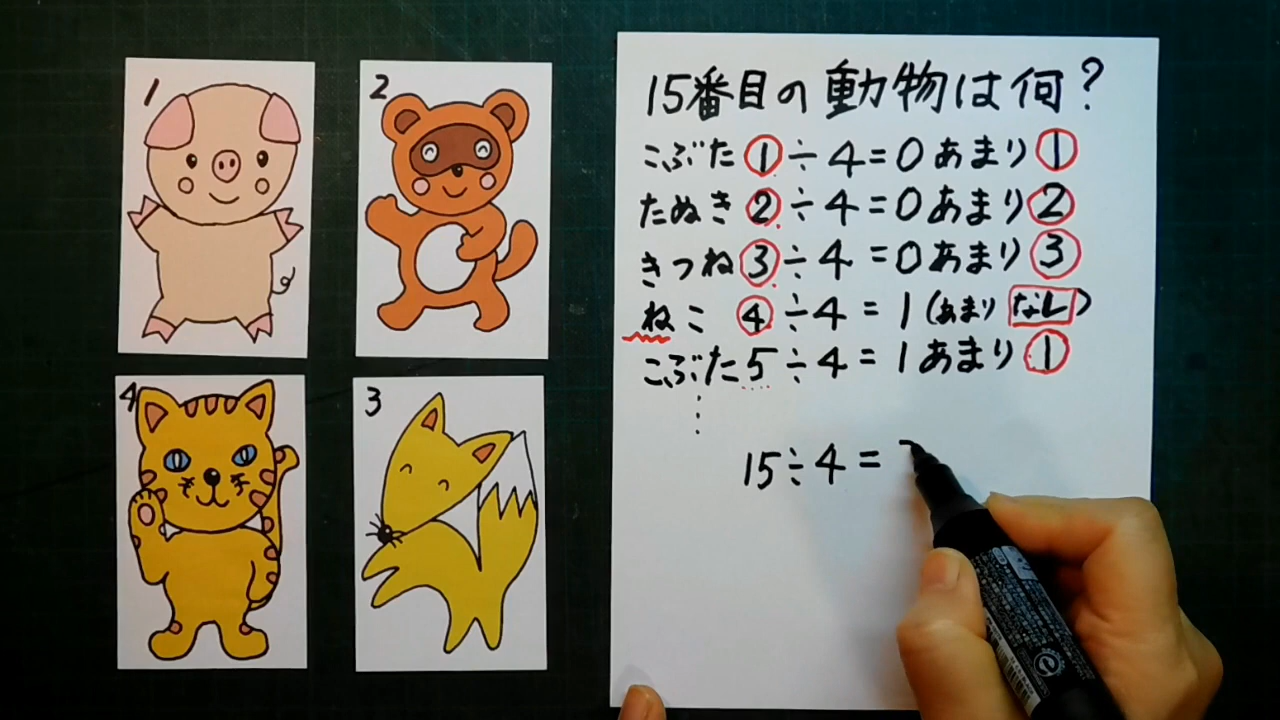 1
2
4
3
15番目の動物は何?
こぶた①÷4=0あまり①
たぬき②÷4=0あまり②
きつね③÷4=0あまり③
ねこ ④÷4=1(あまりなし)
こぶた5÷4=1あまり①
15÷4=